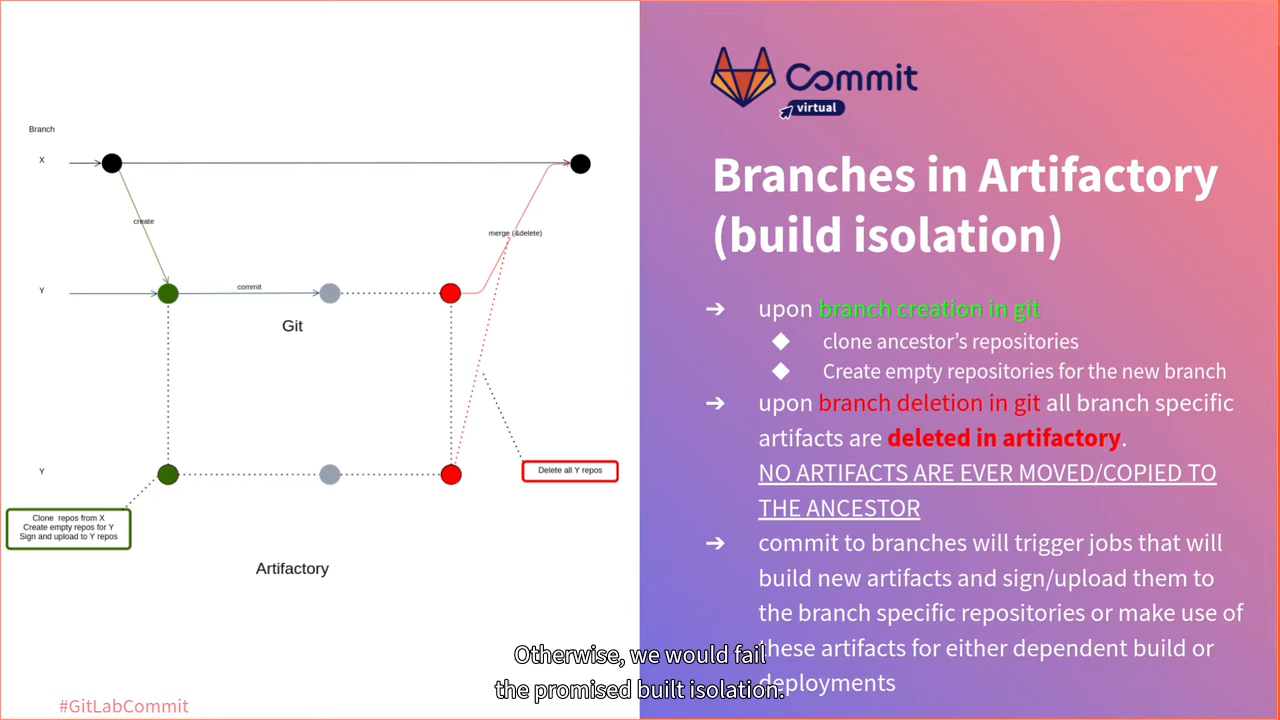 Branch
X
create
merge (&delete)
Y
commit
Git
Y
Delete all Y repos
Clone repos from X
Create empty repos for Y
Sign and upload to Y repos
Artifactory
#GitLabCommit
Commit
virtual
Branches in Artifactory
(build isolation)
➔ upon branch creation in git
◆ clone ancestor’s repositories
◆ Create empty repositories for the new branch
➔ upon branch deletion in git all branch specific
artifacts are deleted in artifactory.
NO ARTIFACTS ARE EVER MOVED/COPIED TO
THE ANCESTOR
➔ commit to branches will trigger jobs that will
build new artifacts and sign/upload them to
the branch specific repositories or make use of
these artifacts for either dependent build or
deployments
Otherwise, we would fail
the promised built isolation.